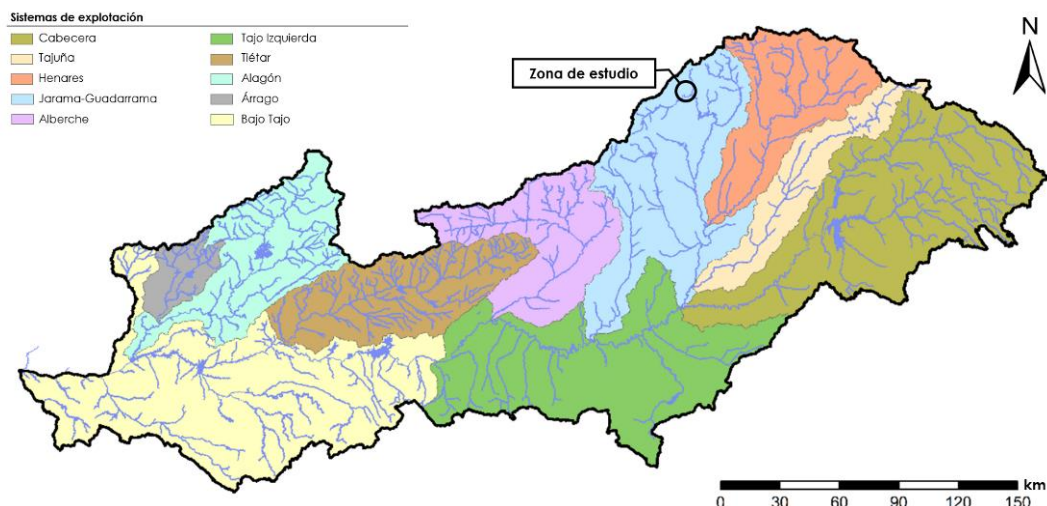 Sistemas de explotación
Cabecera
Tajuña
Henares
Jarama-Guadarrama
Alberche
Tajo Izquierda
Tiétar
Alagón
Árrago
Bajo Tajo
Zona de estudio
N
km
0 30 60 90 120 150